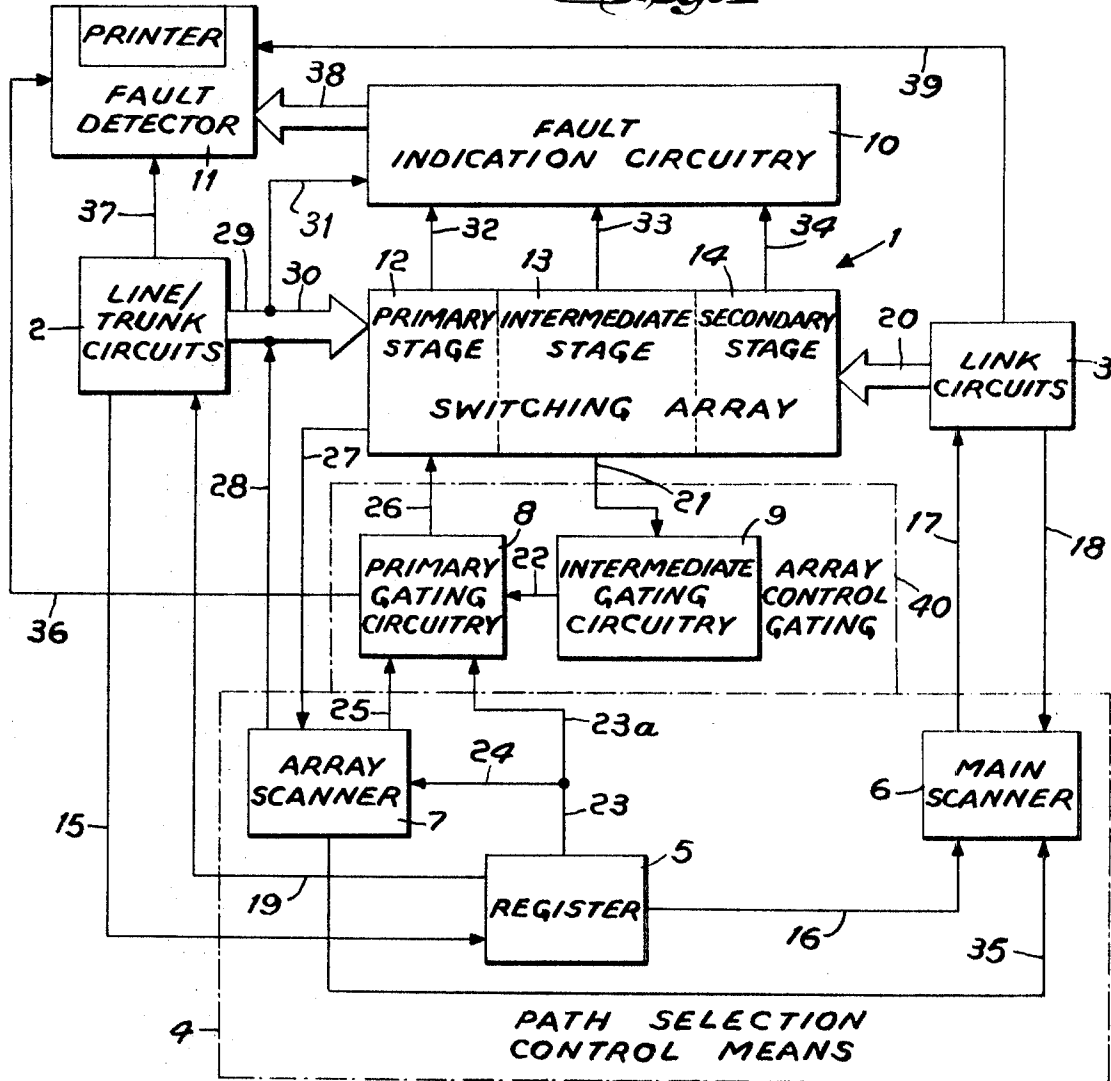 PRINTER
FAULT
DETECTOR
11
39
38
FAULT
INDICATION CIRCUITRY
10
37
31
32
33
34
1
29
30
12
13
14
2
LINE/
TRUNK
CIRCUITS
PRIMARY
STAGE
INTERMEDIATE
STAGE
SECONDARY
STAGE
SWITCHING ARRAY
20
LINK
CIRCUITS
3
27
28
26
21
17
18
8
9
PRIMARY
GATING
CIRCUITRY
22
INTERMEDIATE
GATING
CIRCUITRY
ARRAY
CONTROL
GATING
40
36
25
23a
ARRAY
SCANNER
7
24
23
6
MAIN
SCANNER
15
19
5
REGISTER
16
35
4
PATH SELECTION
CONTROL MEANS